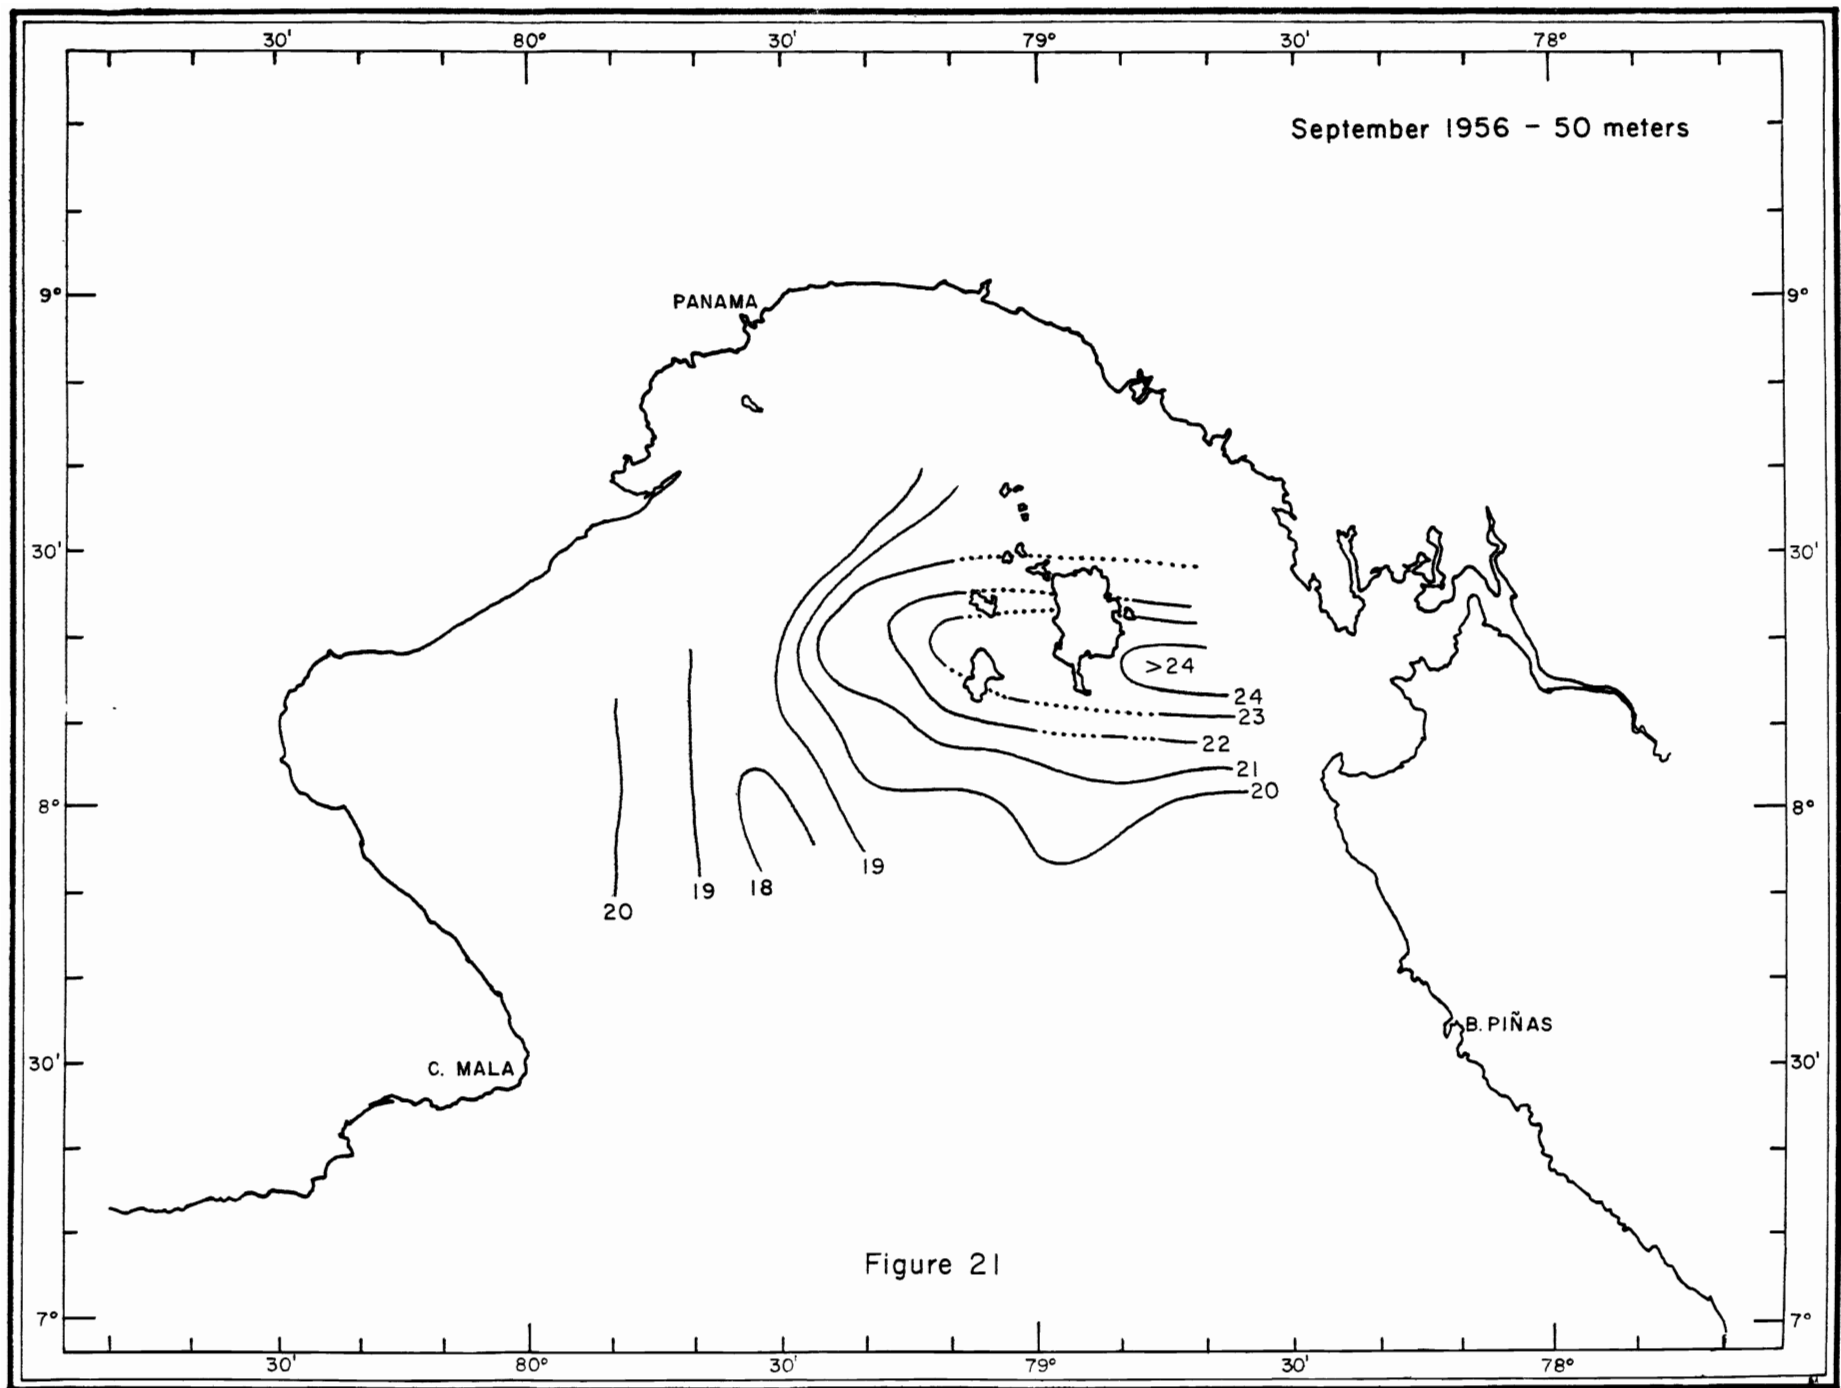 30' 80° 30' 79° 30' 78°
September 1956 - 50 meters
9° 9°
PANAMA
30' 30'
>24
24
23
22
21
20
8° 8°
19
19 18
20
B. PIÑAS
30' 30'
C. MALA
Figure 21
7° 7°
30' 80° 30' 79° 30' 78°